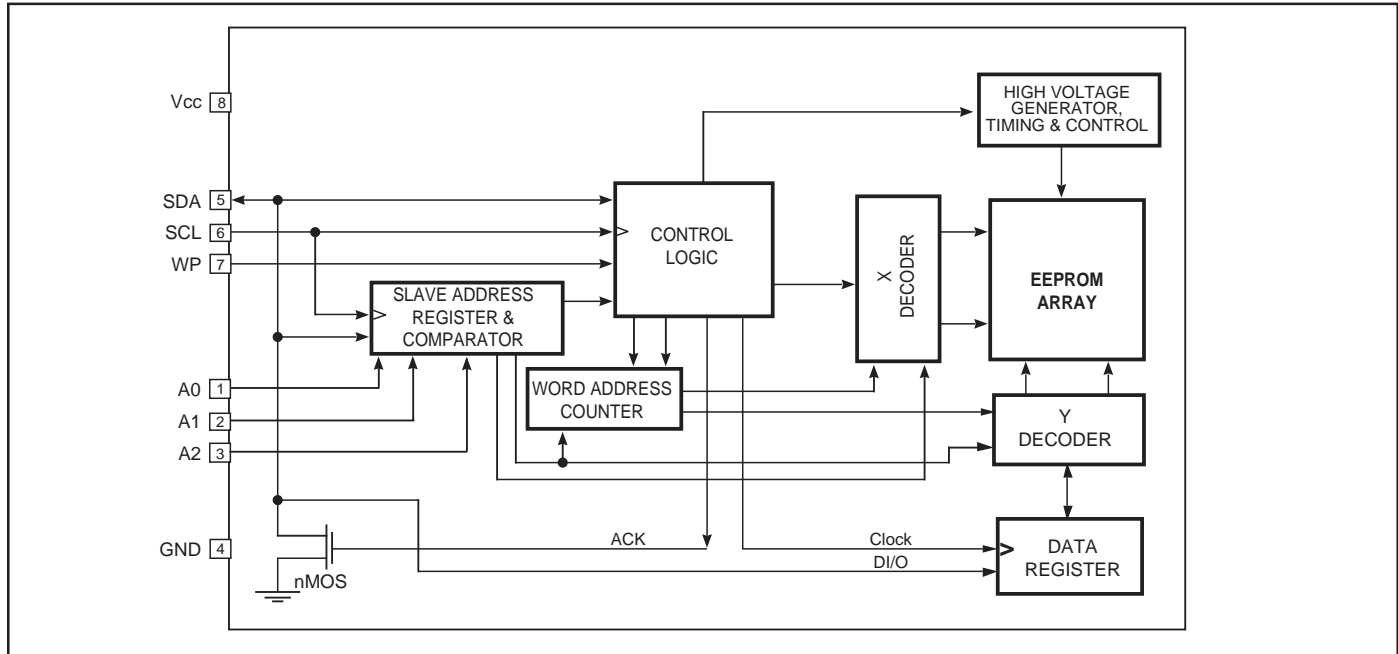 Vcc 8
HIGH VOLTAGE
GENERATOR,
TIMING & CONTROL
SDA 5
SCL 6
WP 7
CONTROL
LOGIC
X
DECODER
EEPROM
ARRAY
SLAVE ADDRESS
REGISTER &
COMPARATOR
A0 1
A1 2
A2 3
WORD ADDRESS
COUNTER
Y
DECODER
GND 4
nMOS
ACK
Clock
DI/O
DATA
REGISTER